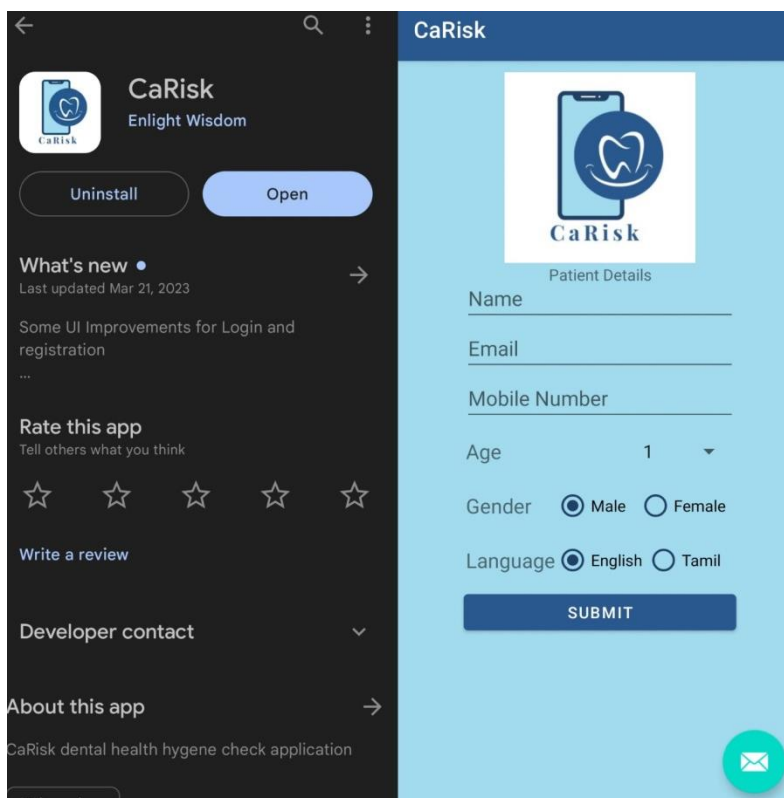 CaRisk
Enlight Wisdom
CaRisk
Uninstall
Open
What's new
Last updated Mar 21, 2023
Some UI Improvements for Login and
registration
...
Rate this app
Tell others what you think
Write a review
Developer contact
About this app
CaRisk dental health hygene check application
CaRisk
CaRisk
Patient Details
Name
Email
Mobile Number
Age 1
Gender Male Female
Language English Tamil
SUBMIT